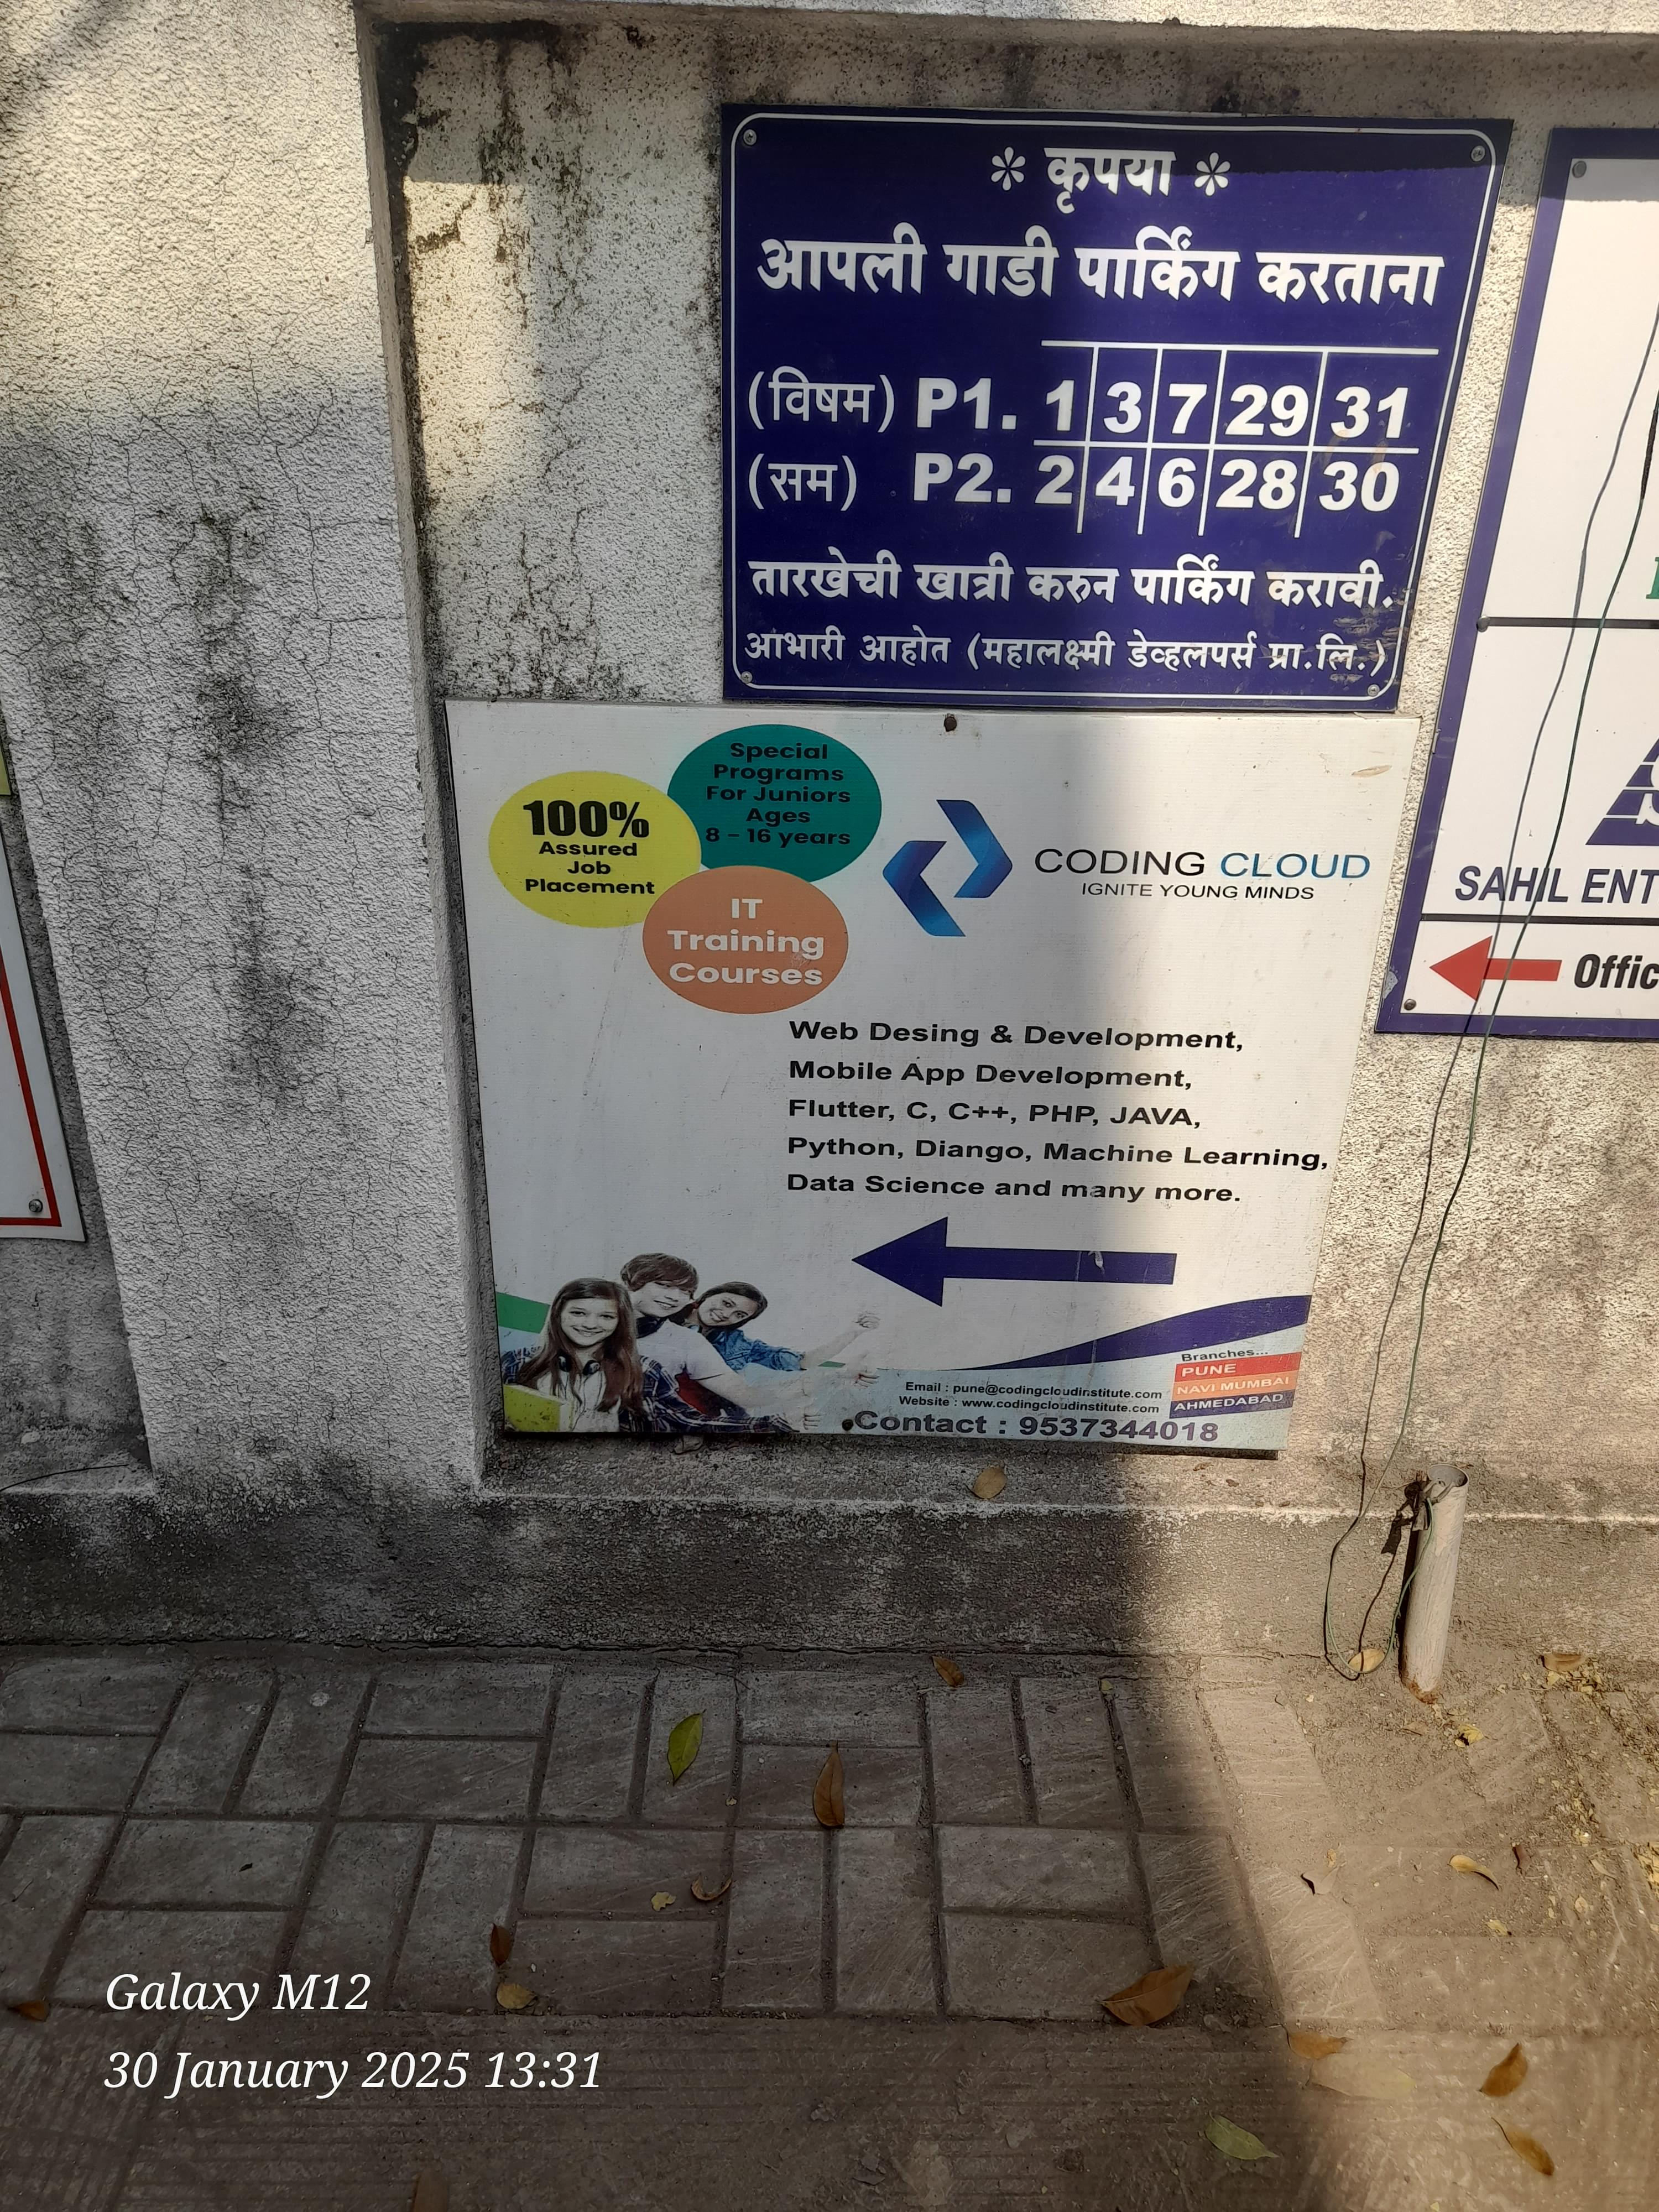 * कृपया *
आपली गाडी पार्किंग करताना
(विषम) P1. 1 3 7 29 31
(सम) P2. 2 4 6 28 30
तारखेची खात्री करुन पार्किंग करावी.
आभारी आहोत (महालक्ष्मी डेव्हलपर्स प्रा.लि.)
100%
Assured
Job
Placement
Special
Programs
For Juniors
Ages
8 - 16 years
IT
Training
Courses
CODING CLOUD
IGNITE YOUNG MINDS
Web Desing & Development,
Mobile App Development,
Flutter, C, C++, PHP, JAVA,
Python, Diango, Machine Learning,
Data Science and many more.
Branches...
PUNE
NAVI MUMBAI
AHMEDABAD
Email : pune@codingcloudinstitute.com
Website : www.codingcloudinstitute.com
Contact : 9537344018
SAHIL ENT
Offic
Galaxy M12
30 January 2025 13:31